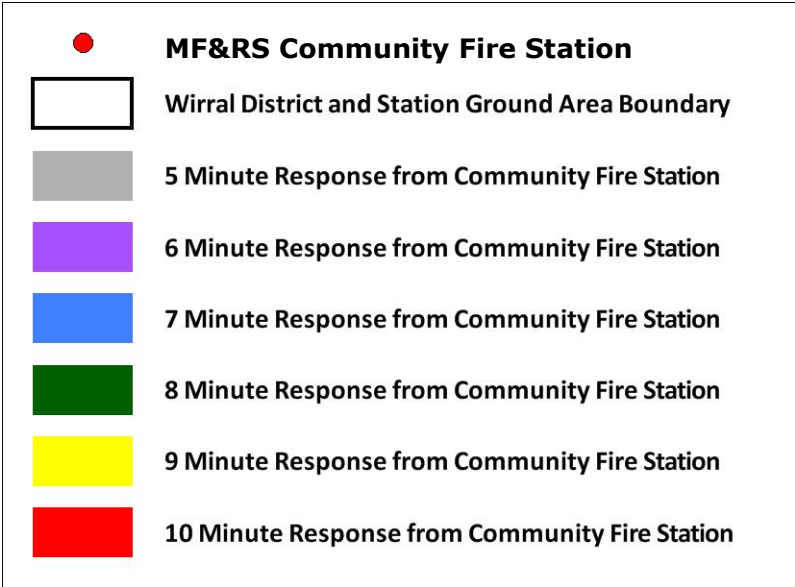 MF&RS Community Fire Station
Wirral District and Station Ground Area Boundary
5 Minute Response from Community Fire Station
6 Minute Response from Community Fire Station
7 Minute Response from Community Fire Station
8 Minute Response from Community Fire Station
9 Minute Response from Community Fire Station
10 Minute Response from Community Fire Station